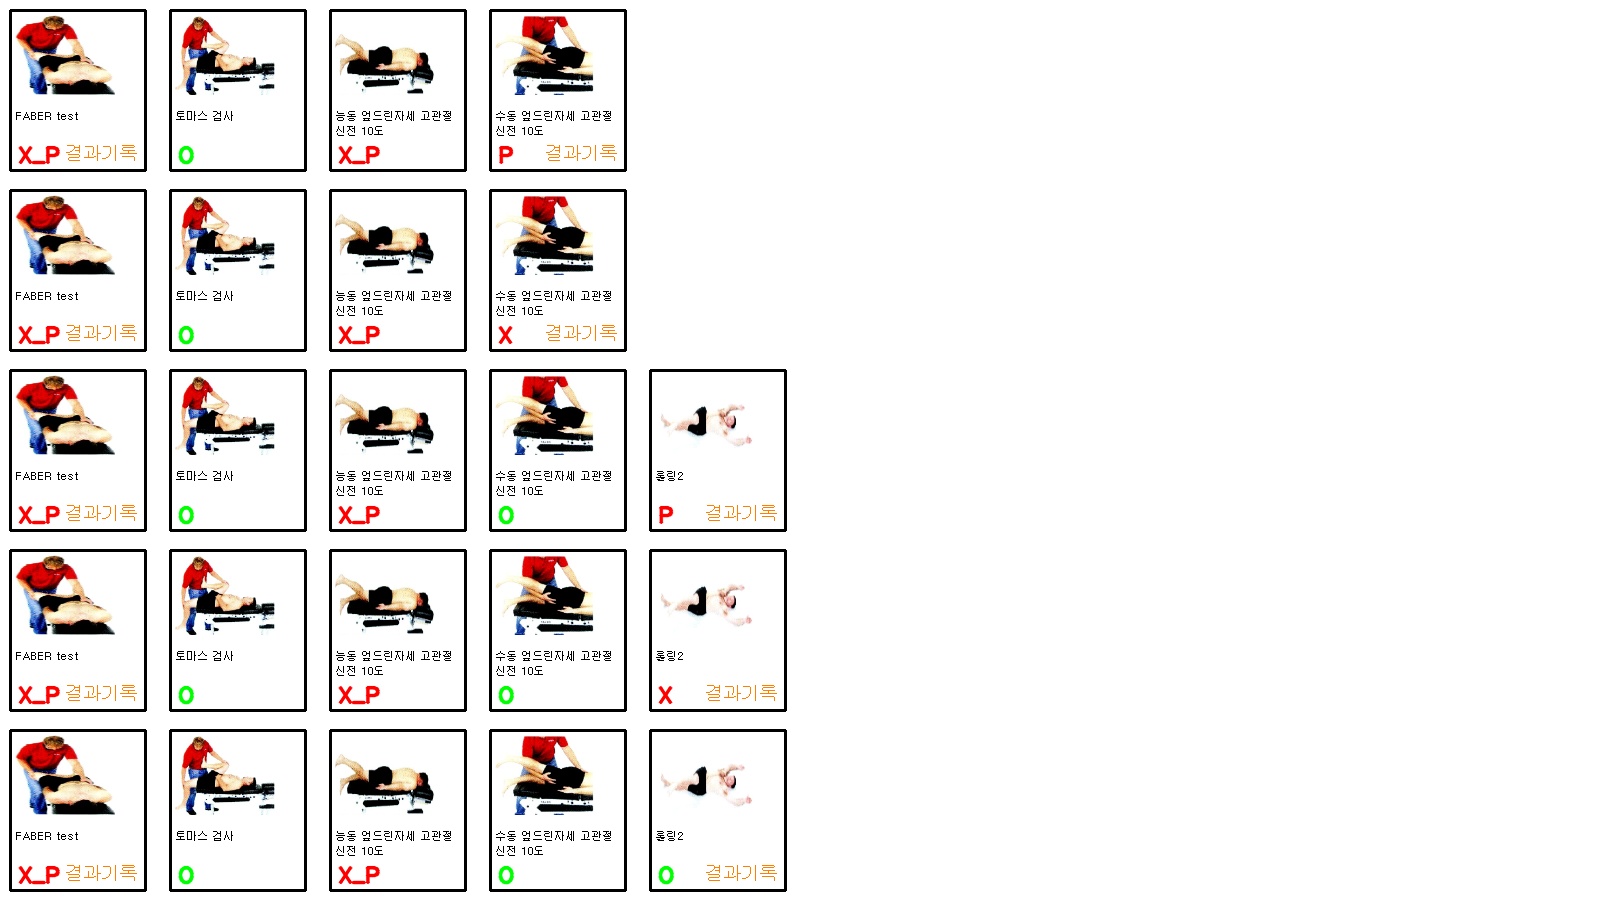 FABER test
X_P 결과기록
토마스 검사
O
능동 엎드린자세 고관절
신전 10도
X_P
수동 엎드린자세 고관절
신전 10도
P 결과기록
FABER test
X_P 결과기록
토마스 검사
O
능동 엎드린자세 고관절
신전 10도
X_P
수동 엎드린자세 고관절
신전 10도
X 결과기록
FABER test
X_P 결과기록
토마스 검사
O
능동 엎드린자세 고관절
신전 10도
X_P
수동 엎드린자세 고관절
신전 10도
O
롤링2
P 결과기록
FABER test
X_P 결과기록
토마스 검사
O
능동 엎드린자세 고관절
신전 10도
X_P
수동 엎드린자세 고관절
신전 10도
O
롤링2
X 결과기록
FABER test
X_P 결과기록
토마스 검사
O
능동 엎드린자세 고관절
신전 10도
X_P
수동 엎드린자세 고관절
신전 10도
O
롤링2
O 결과기록